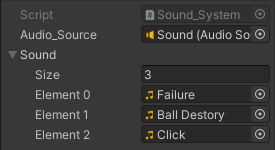 Script Sound_System
Audio_Source Sound (Audio So
Sound
Size 3
Element 0 Failure
Element 1 Ball Destory
Element 2 Click